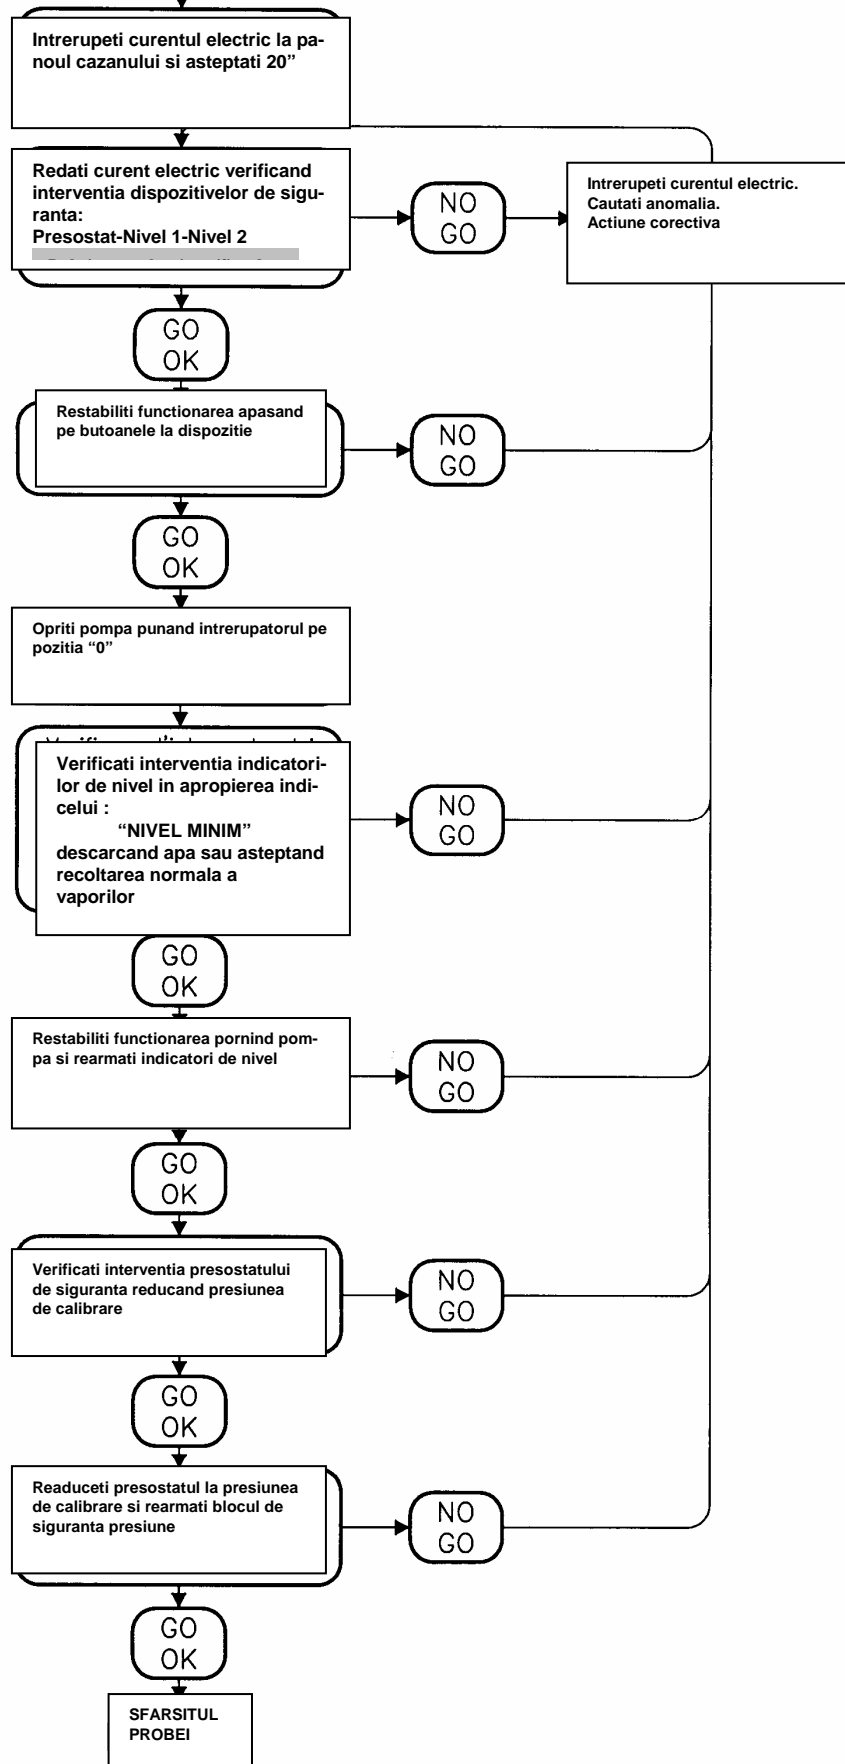 Intrerupeti curentul electric la pa-
noul cazanului si asteptati 20”
Redati curent electric verificand
interventia dispozitivelor de sigu-
ranta:
Presostat-Nivel 1-Nivel 2
NO
GO
Intrerupeti curentul electric.
Cautati anomalia.
Actiune corectiva
GO
OK
Restabiliti functionarea apasand
pe butoanele la dispozitie
NO
GO
GO
OK
Opriti pompa punand intrerupatorul pe
pozitia “0”
Verificati interventia indicatori-
lor de nivel in apropierea indi-
celui :
“NIVEL MINIM”
descarcand apa sau asteptand
recoltarea normala a
vaporilor
NO
GO
GO
OK
Restabiliti functionarea pornind pom-
pa si rearmati indicatori de nivel
NO
GO
GO
OK
Verificati interventia presostatului
de siguranta reducand presiunea
de calibrare
NO
GO
GO
OK
Readuceti presostatul la presiunea
de calibrare si rearmati blocul de
siguranta presiune
NO
GO
GO
OK
SFARSITUL
PROBEI